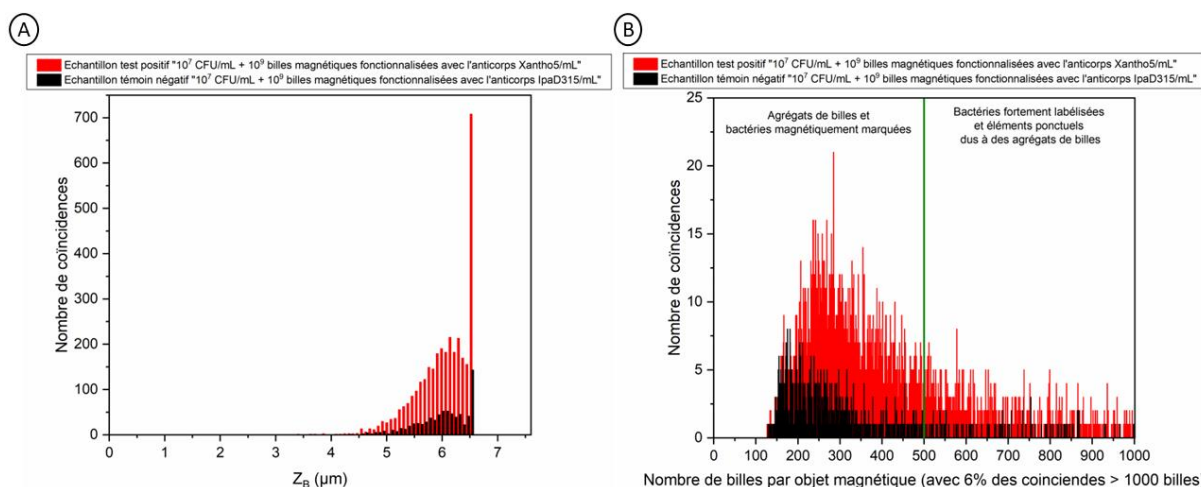 A
Echantillon test positif "10⁷ CFU/mL + 10⁹ billes magnétiques fonctionnalisées avec l'anticorps Xantho5/mL"
Echantillon témoin négatif "10⁷ CFU/mL + 10⁹ billes magnétiques fonctionnalisées avec l'anticorps IpaD315/mL"
Nombre de coïncidences
700
600
500
400
300
200
100
0
0 1 2 3 4 5 6 7
Z_B (µm)
B
Echantillon test positif "10⁷ CFU/mL + 10⁹ billes magnétiques fonctionnalisées avec l'anticorps Xantho5/mL"
Echantillon témoin négatif "10⁷ CFU/mL + 10⁹ billes magnétiques fonctionnalisées avec l'anticorps IpaD315/mL"
Agrégats de billes et
bactéries magnétiquement marquées
Bactéries fortement labélisées
et éléments ponctuels
dus à des agrégats de billes
Nombre de coïncidences
25
20
15
10
5
0
0 100 200 300 400 500 600 700 800 900 1000
Nombre de billes par objet magnétique (avec 6% des coinciendes > 1000 billes)